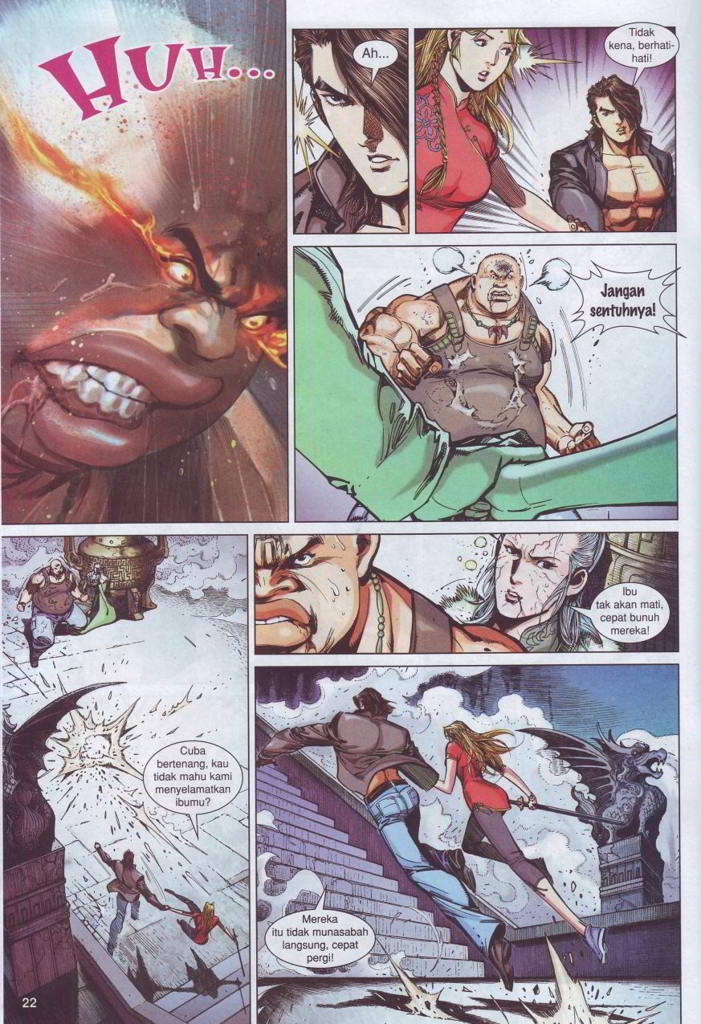 HUH...
Ah...
Tidak
kena, berhati-
hati!
Jangan
sentuhnya!
Ibu
tak akan mati,
cepat bunuh
mereka!
Cuba
bertenang, kau
tidak mahu kami
menyelamatkan
ibumu?
Mereka
itu tidak munasabah
langsung, cepat
pergi!
22